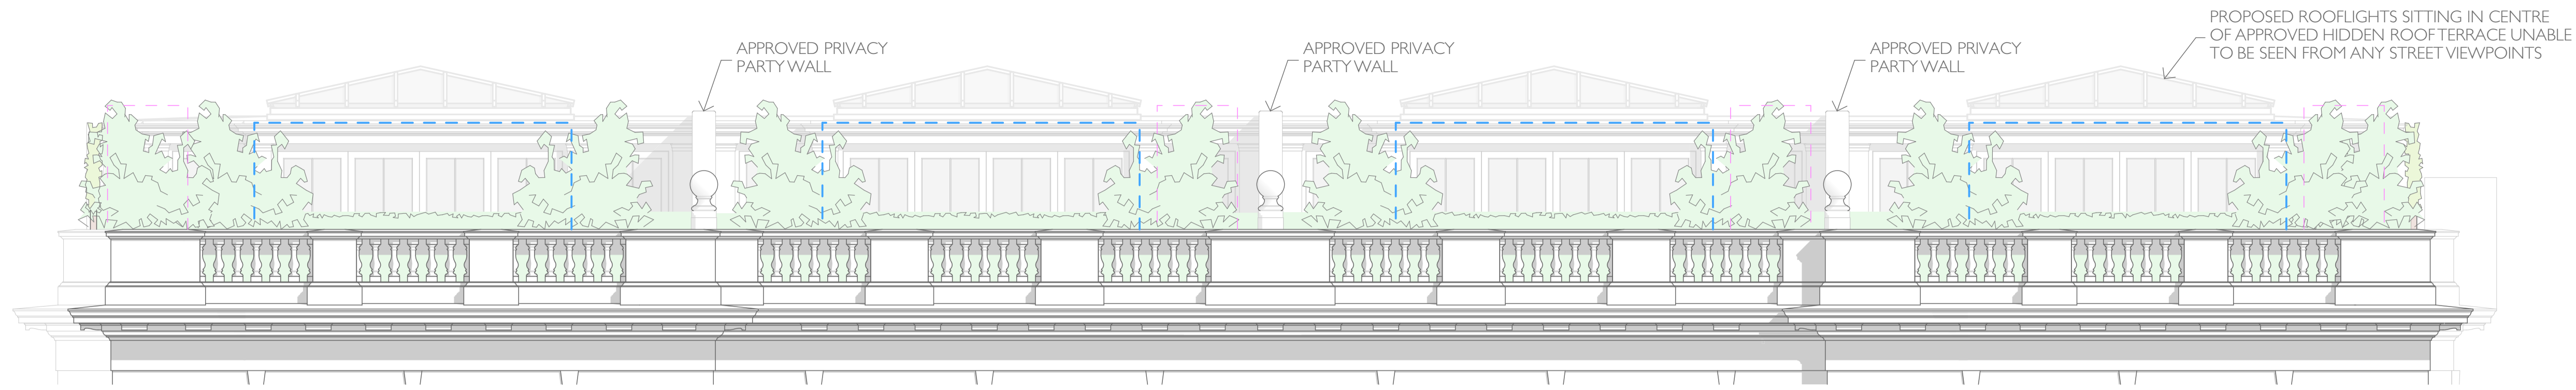 PROPOSED ROOFLIGHTS SITTING IN CENTRE
OF APPROVED HIDDEN ROOF TERRACE UNABLE
TO BE SEEN FROM ANY STREET VIEWPOINTS
APPROVED PRIVACY
PARTY WALL
APPROVED PRIVACY
PARTY WALL
APPROVED PRIVACY
PARTY WALL